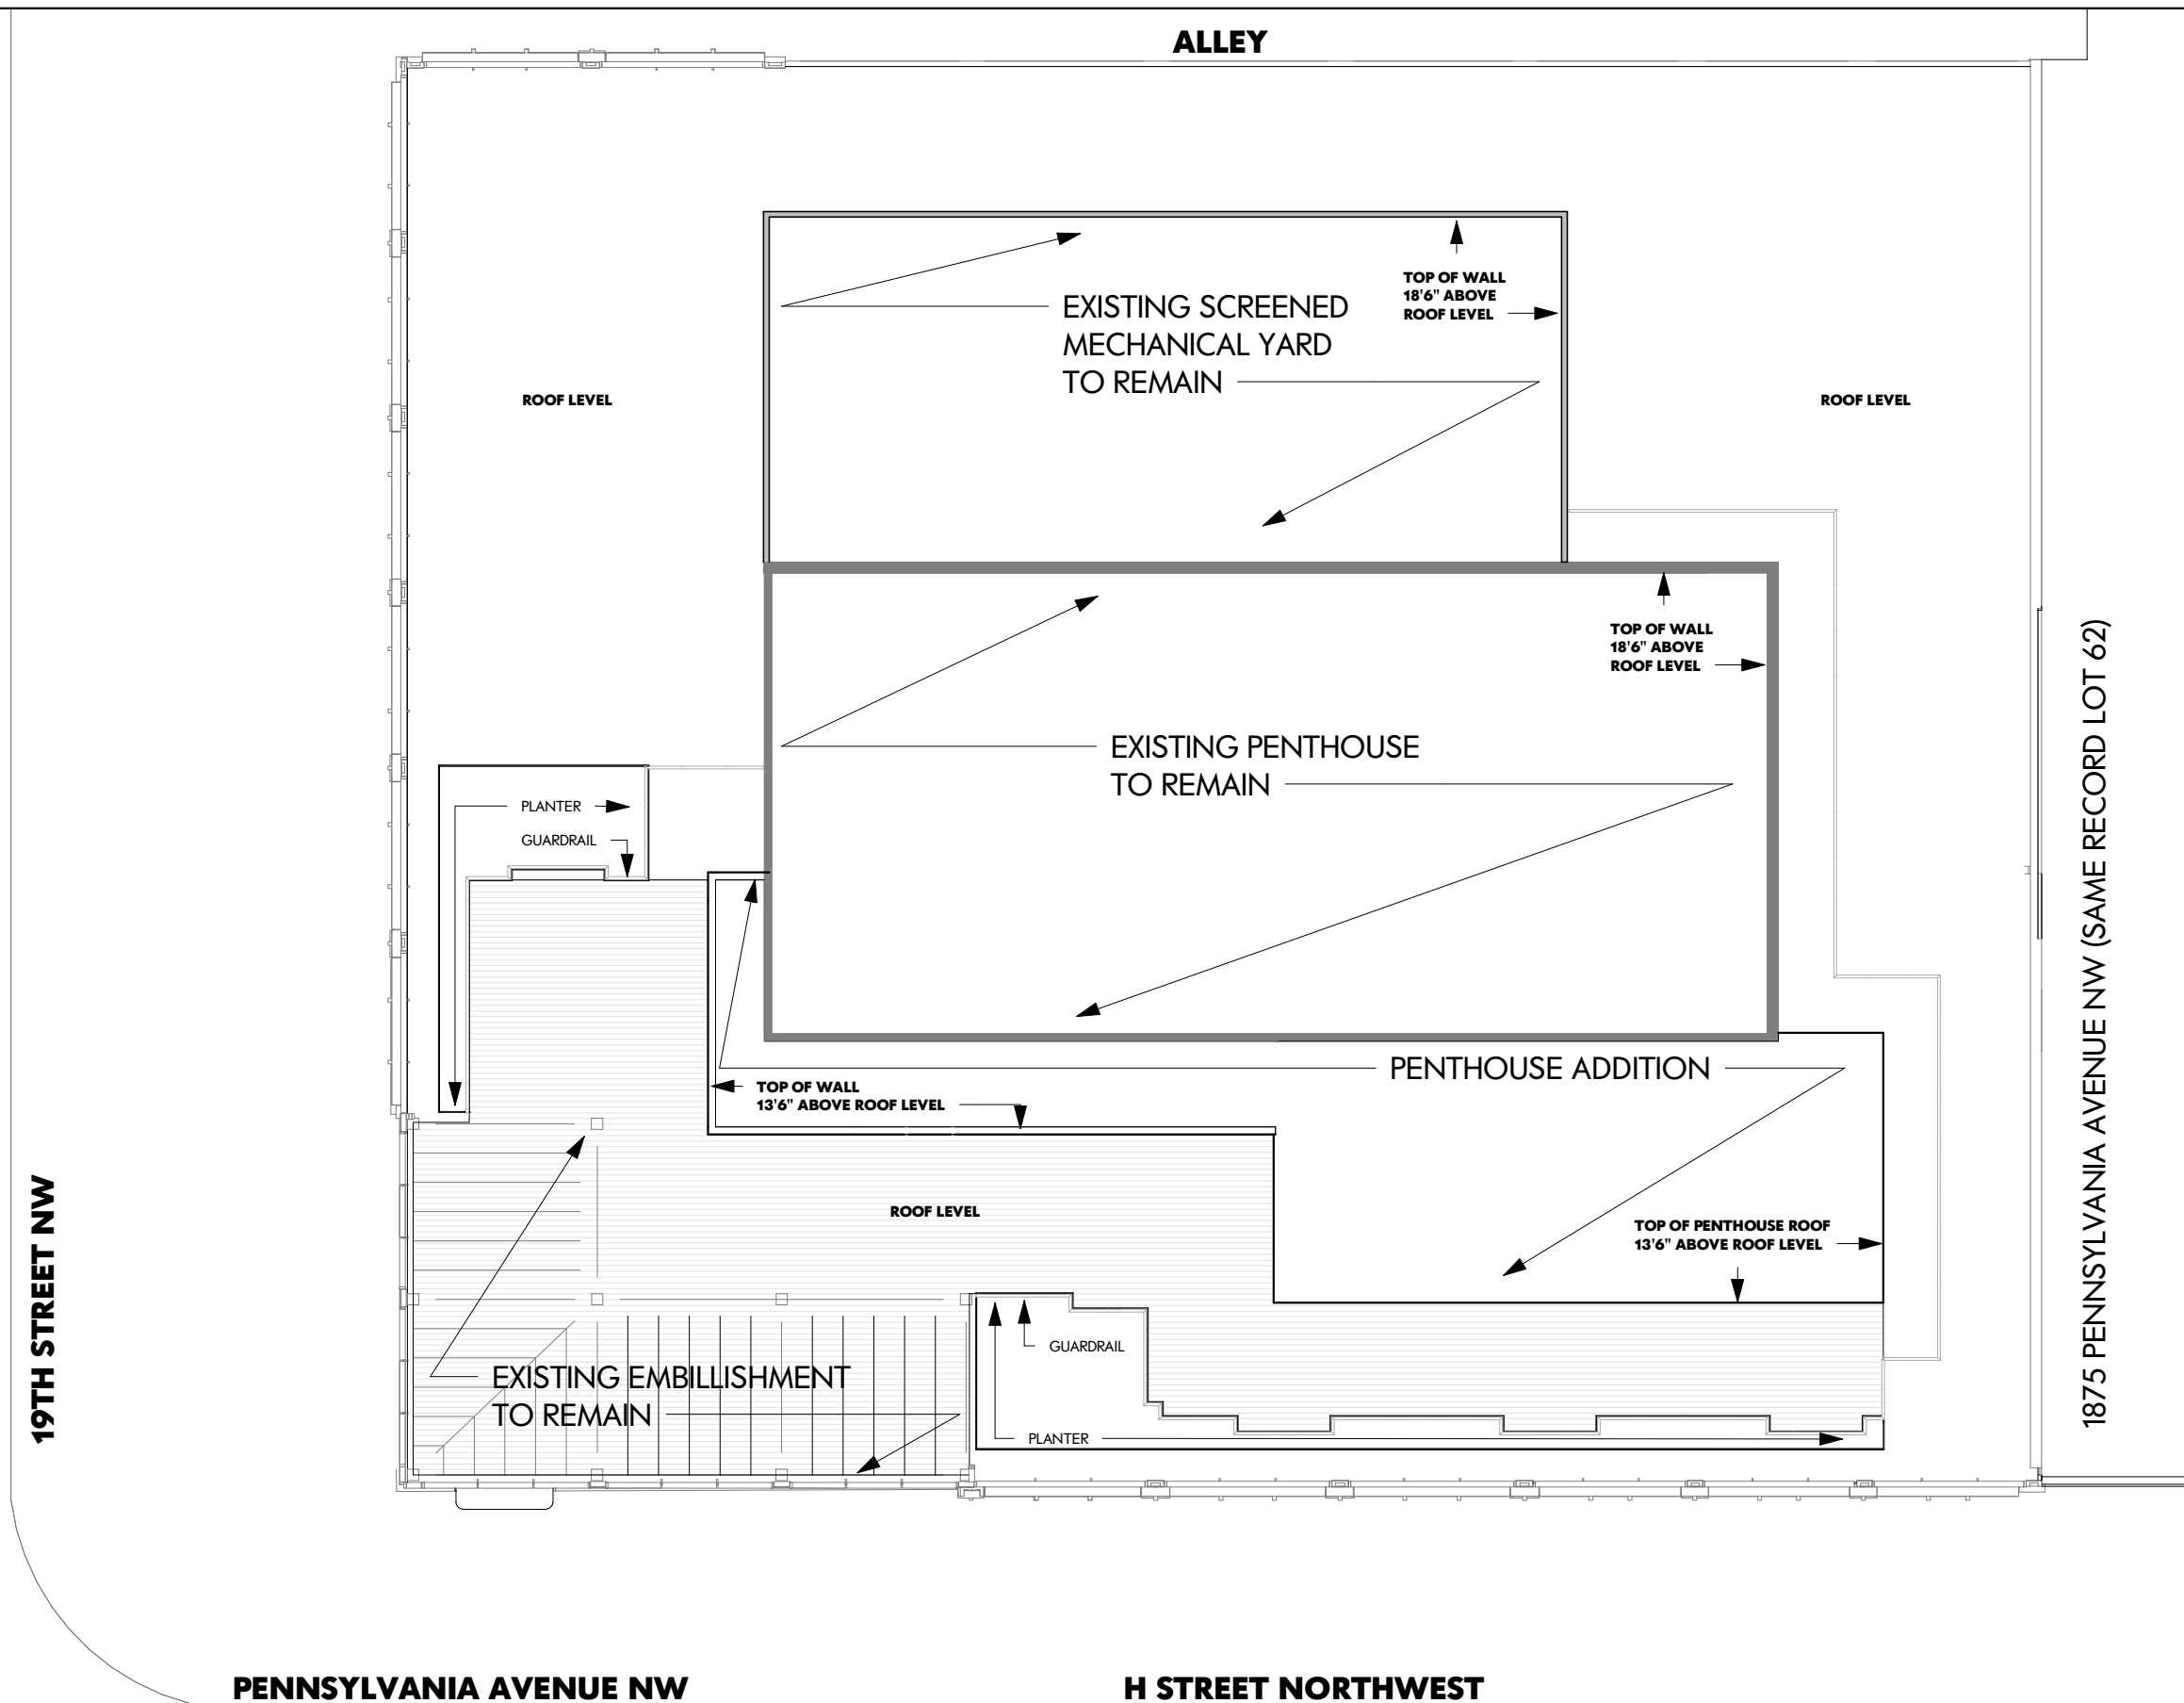 ALLEY
TOP OF WALL
18'6" ABOVE
ROOF LEVEL
EXISTING SCREENED
MECHANICAL YARD
TO REMAIN
ROOF LEVEL
ROOF LEVEL
TOP OF WALL
18'6" ABOVE
ROOF LEVEL
EXISTING PENTHOUSE
TO REMAIN
PLANTER
GUARDRAIL
PENTHOUSE ADDITION
TOP OF WALL
13'6" ABOVE ROOF LEVEL
ROOF LEVEL
TOP OF PENTHOUSE ROOF
13'6" ABOVE ROOF LEVEL
GUARDRAIL
EXISTING EMBILLISHMENT
TO REMAIN
PLANTER
19TH STREET NW
1875 PENNSYLVANIA AVENUE NW (SAME RECORD LOT 62)
PENNSYLVANIA AVENUE NW
H STREET NORTHWEST